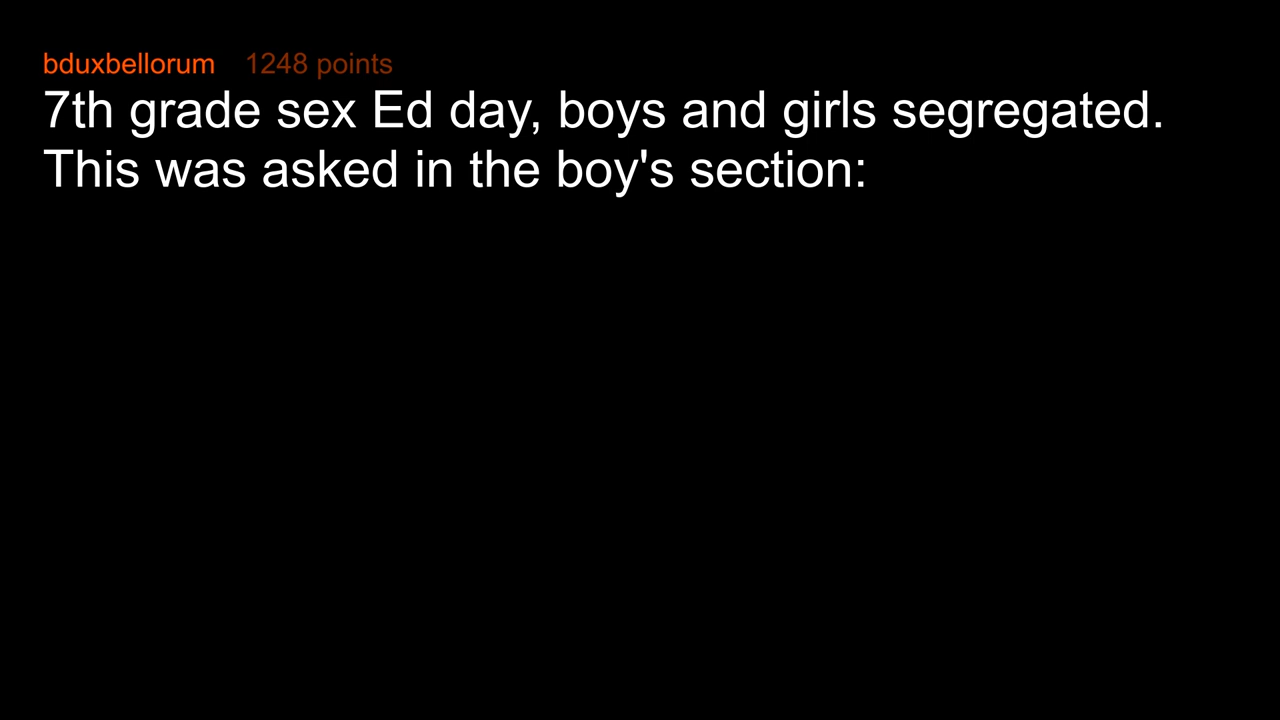 bduxbellorum 1248 points
7th grade sex Ed day, boys and girls segregated.
This was asked in the boy's section: